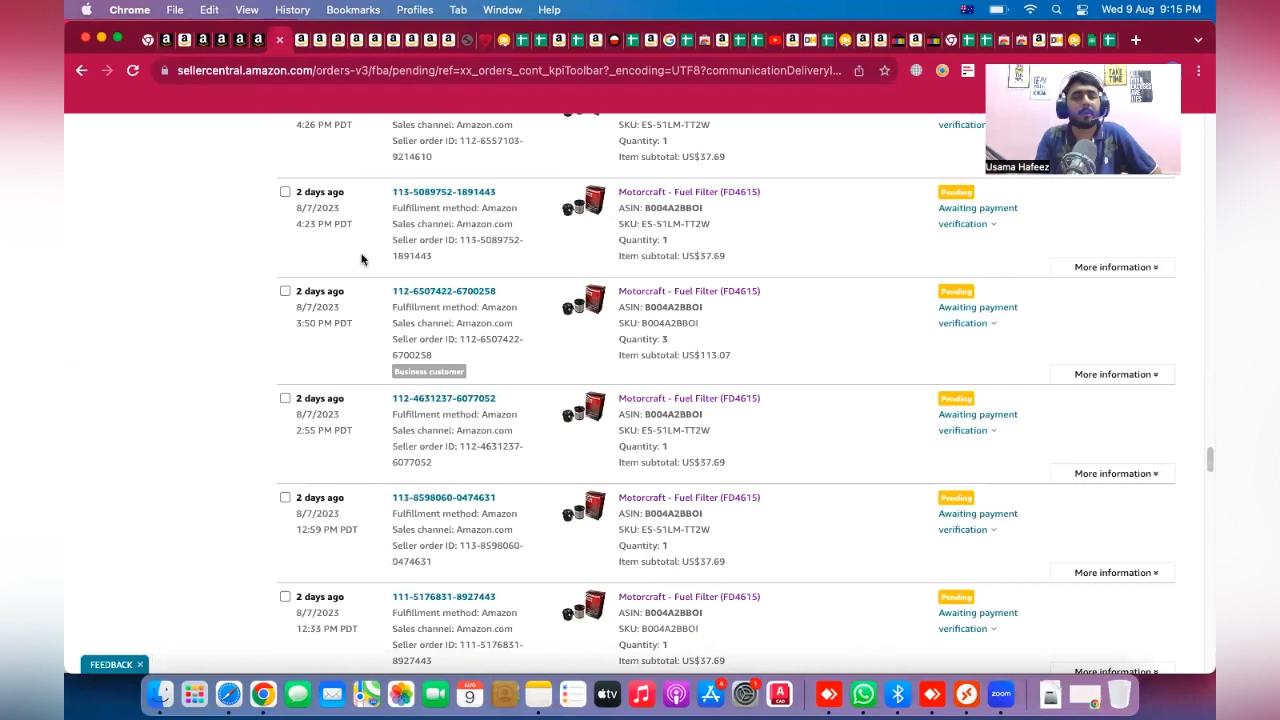 Chrome File Edit View History Bookmarks Profiles Tab Window Help Wed 9 Aug 9:15 PM
sellercentral.amazon.com/orders-v3/fba/pending/ref=xx_orders_cont_kpiToolbar?_encoding=UTF8?communicationDeliveryI...
TAKE TIME
Usama Hafeez
4:26 PM PDT
Sales channel: Amazon.com
Seller order ID: 112-6557103-
9214610
SKU: ES-51LM-TT2W
Quantity: 1
Item subtotal: US$37.69
verification
2 days ago
8/7/2023
4:23 PM PDT
113-5089752-1891443
Fulfillment method: Amazon
Sales channel: Amazon.com
Seller order ID: 113-5089752-
1891443
Motorcraft - Fuel Filter (FD4615)
ASIN: B004A2BBOI
SKU: ES-51LM-TT2W
Quantity: 1
Item subtotal: US$37.69
Pending
Awaiting payment
verification
More information
2 days ago
8/7/2023
3:50 PM PDT
112-6507422-6700258
Fulfillment method: Amazon
Sales channel: Amazon.com
Seller order ID: 112-6507422-
6700258
Business customer
Motorcraft - Fuel Filter (FD4615)
ASIN: B004A2BBOI
SKU: B004A2BBOI
Quantity: 3
Item subtotal: US$113.07
Pending
Awaiting payment
verification
More information
2 days ago
8/7/2023
2:55 PM PDT
112-4631237-6077052
Fulfillment method: Amazon
Sales channel: Amazon.com
Seller order ID: 112-4631237-
6077052
Motorcraft - Fuel Filter (FD4615)
ASIN: B004A2BBOI
SKU: ES-51LM-TT2W
Quantity: 1
Item subtotal: US$37.69
Pending
Awaiting payment
verification
More information
2 days ago
8/7/2023
12:59 PM PDT
113-8598060-0474631
Fulfillment method: Amazon
Sales channel: Amazon.com
Seller order ID: 113-8598060-
0474631
Motorcraft - Fuel Filter (FD4615)
ASIN: B004A2BBOI
SKU: ES-51LM-TT2W
Quantity: 1
Item subtotal: US$37.69
Pending
Awaiting payment
verification
More information
2 days ago
8/7/2023
12:33 PM PDT
111-5176831-8927443
Fulfillment method: Amazon
Sales channel: Amazon.com
Seller order ID: 111-5176831-
8927443
Motorcraft - Fuel Filter (FD4615)
ASIN: B004A2BBOI
SKU: B004A2BBOI
Quantity: 1
Item subtotal: US$37.69
Pending
Awaiting payment
verification
More information
FEEDBACK
AUG
9
tv
4
1
CAD
zoom